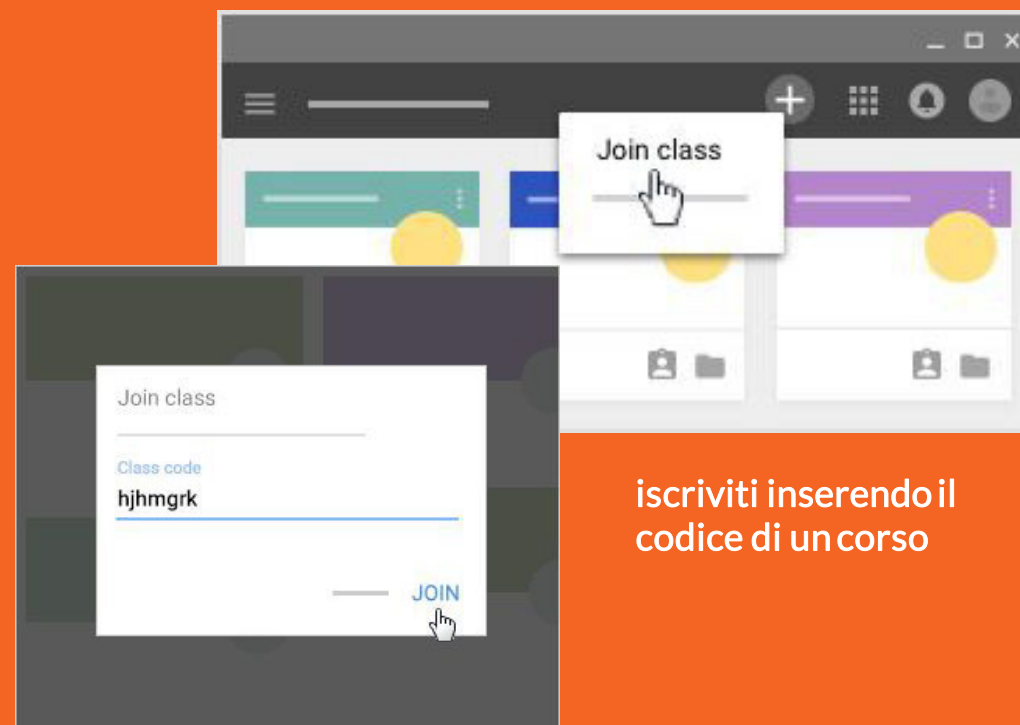 Join class
Join class
Class code
hjhmgrk
JOIN
iscriviti inserendo il
codice di un corso